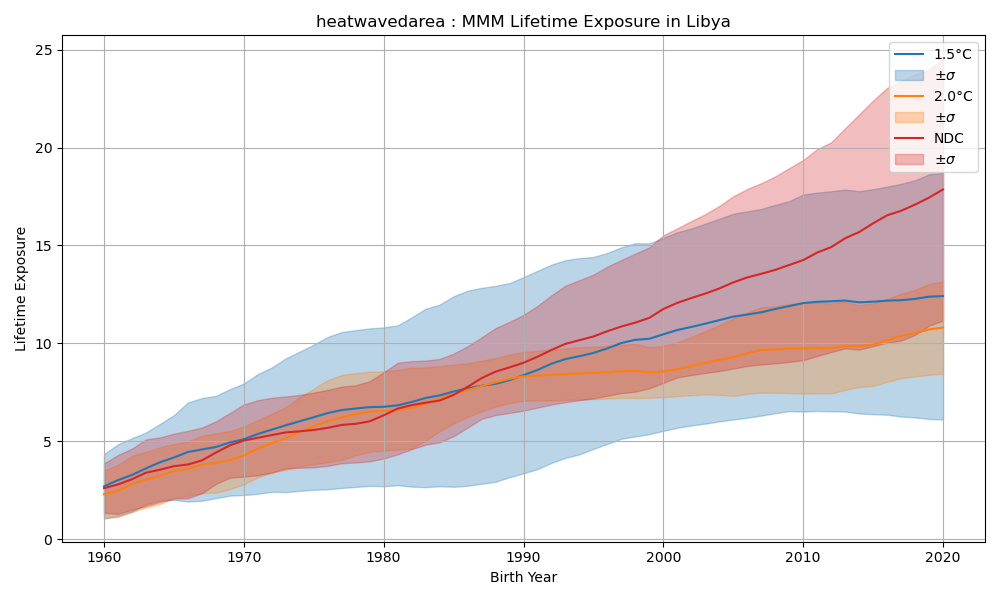 heatwavedarea : MMM Lifetime Exposure in Libya
25
20
15
10
5
0
Lifetime Exposure
1960 1970 1980 1990 2000 2010 2020
Birth Year
1.5°C
±σ
2.0°C
±σ
NDC
±σ